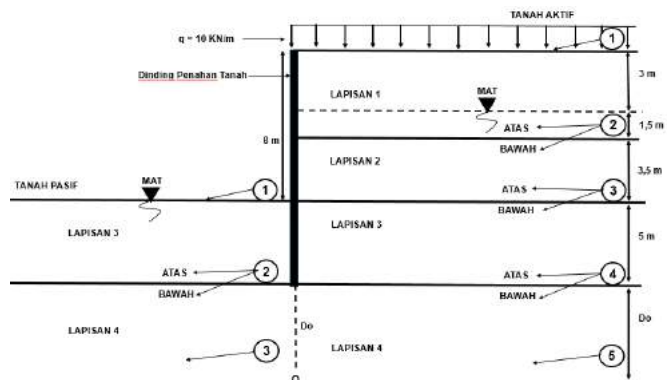 TANAH AKTIF
q = 10 KN/m
1
3 m
Dinding Penahan Tanah
LAPISAN 1
MAT
ATAS
2
1,5 m
BAWAH
8 m
LAPISAN 2
3,5 m
TANAH PASIF
MAT
1
ATAS
3
BAWAH
LAPISAN 3
LAPISAN 3
5 m
ATAS
2
BAWAH
ATAS
4
BAWAH
Do
Do
LAPISAN 4
3
LAPISAN 4
5
O